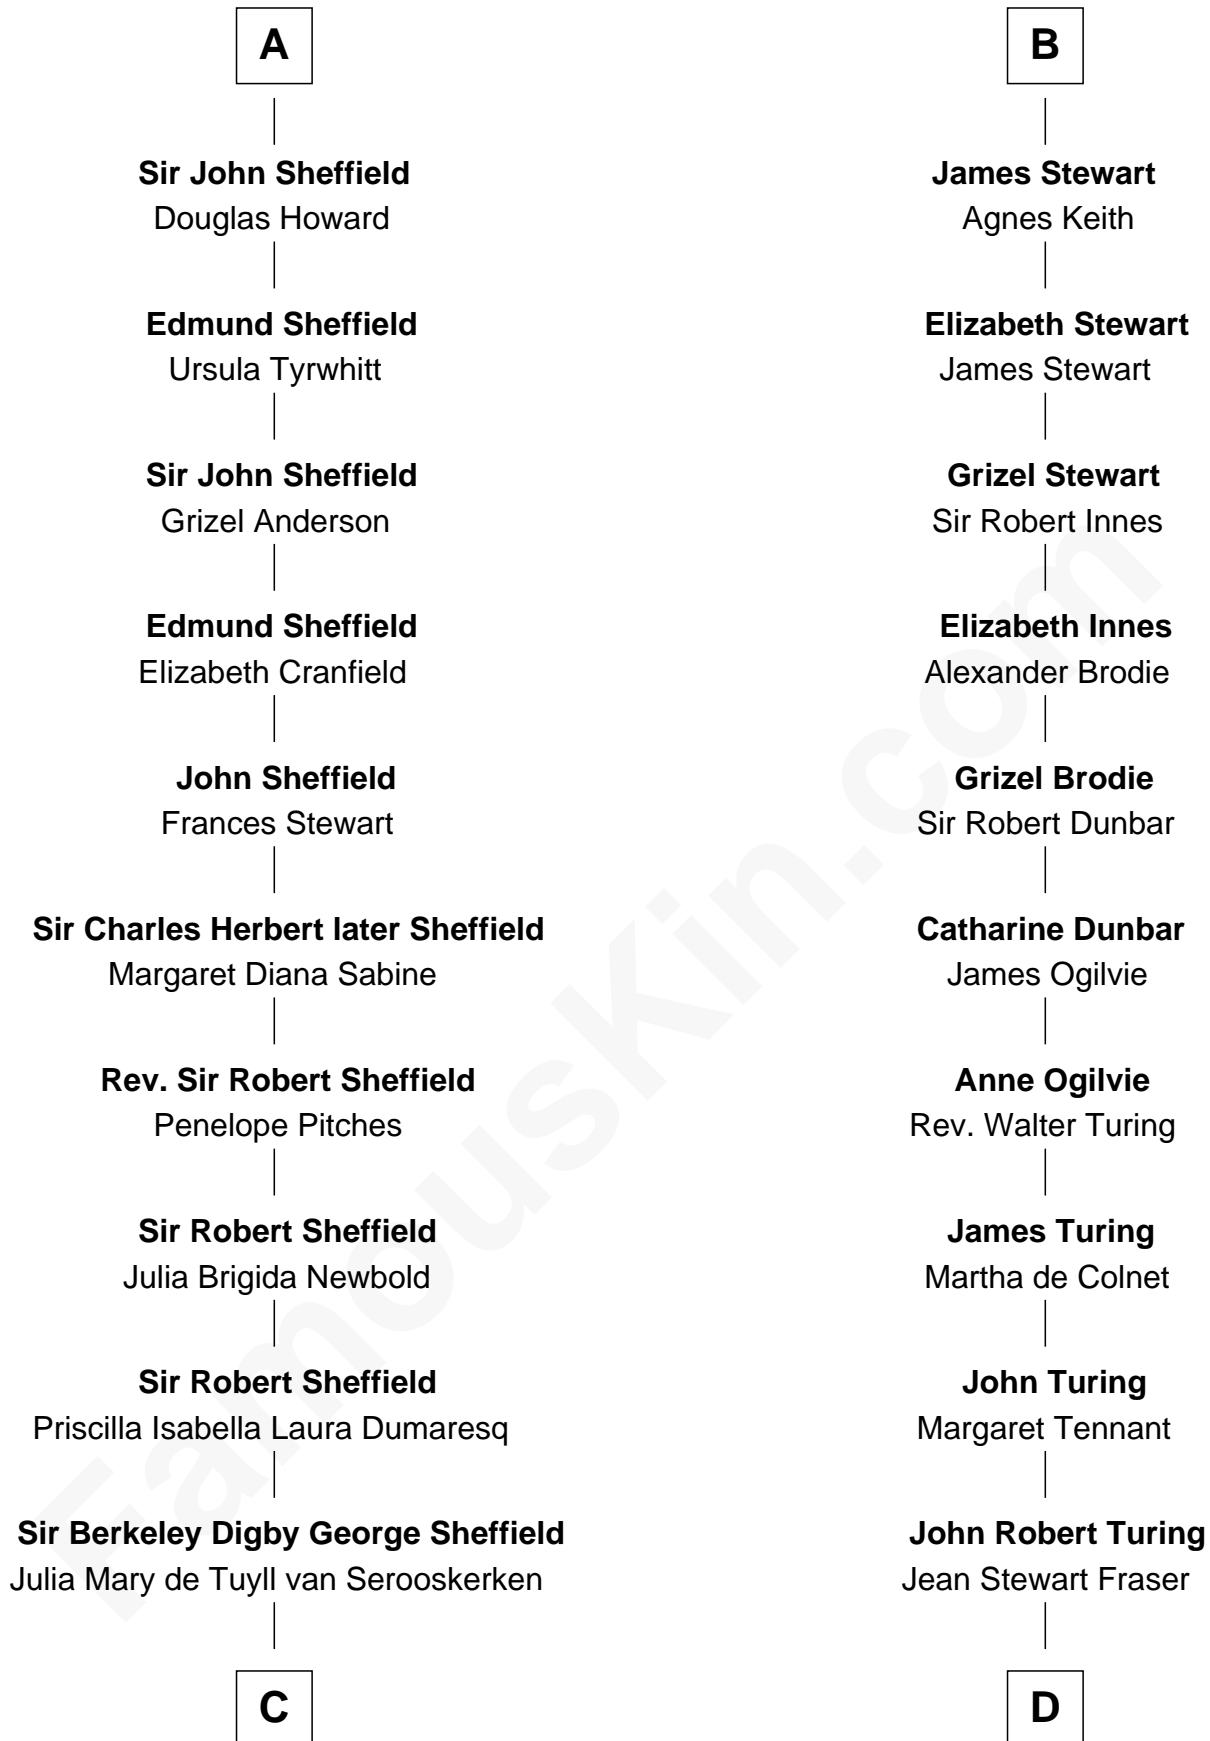 A
Sir John Sheffield
Douglas Howard
Edmund Sheffield
Ursula Tyrwhitt
Sir John Sheffield
Grizel Anderson
Edmund Sheffield
Elizabeth Cranfield
John Sheffield
Frances Stewart
Sir Charles Herbert later Sheffield
Margaret Diana Sabine
Rev. Sir Robert Sheffield
Penelope Pitches
Sir Robert Sheffield
Julia Brigida Newbold
Sir Robert Sheffield
Priscilla Isabella Laura Dumaresq
Sir Berkeley Digby George Sheffield
Julia Mary de Tuyll van Serooskerken
C
B
James Stewart
Agnes Keith
Elizabeth Stewart
James Stewart
Grizel Stewart
Sir Robert Innes
Elizabeth Innes
Alexander Brodie
Grizel Brodie
Sir Robert Dunbar
Catharine Dunbar
James Ogilvie
Anne Ogilvie
Rev. Walter Turing
James Turing
Martha de Colnet
John Turing
Margaret Tennant
John Robert Turing
Jean Stewart Fraser
D
FamousKin.com